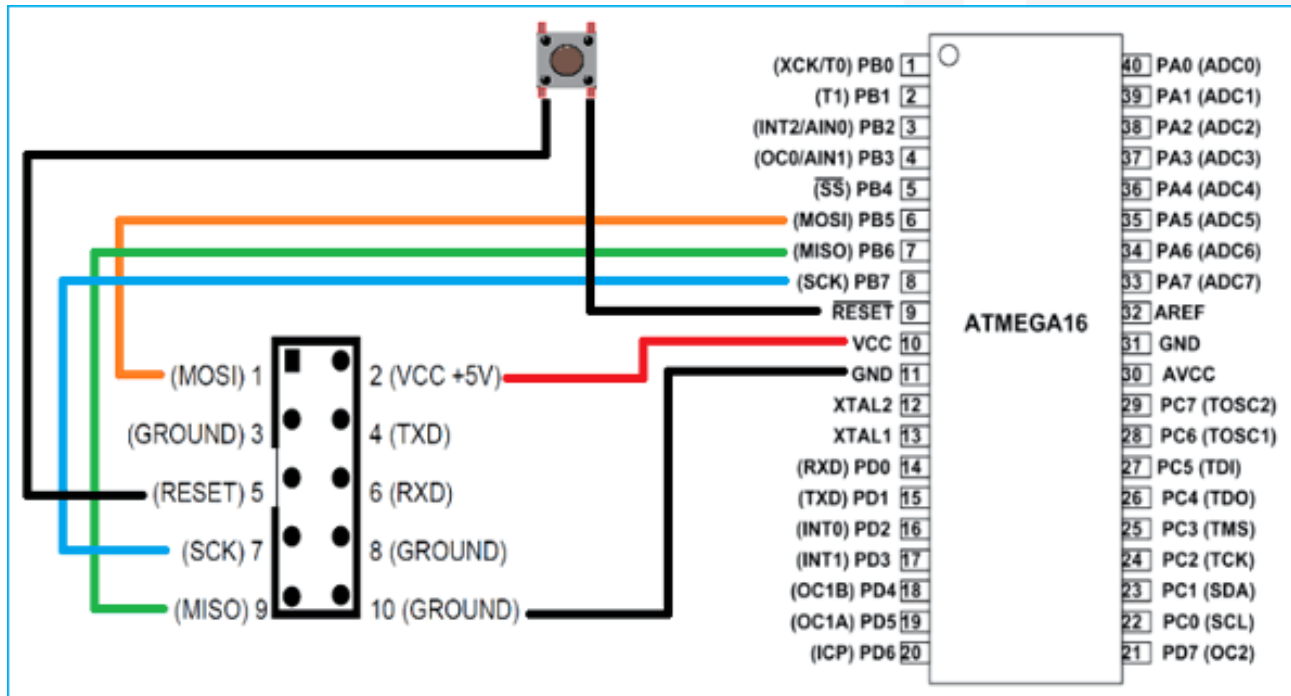 (XCK/T0) PB0 1
(T1) PB1 2
(INT2/AIN0) PB2 3
(OC0/AIN1) PB3 4
(SS) PB4 5
(MOSI) PB5 6
(MISO) PB6 7
(SCK) PB7 8
RESET 9
VCC 10
GND 11
XTAL2 12
XTAL1 13
(RXD) PD0 14
(TXD) PD1 15
(INT0) PD2 16
(INT1) PD3 17
(OC1B) PD4 18
(OC1A) PD5 19
(ICP) PD6 20
ATMEGA16
40 PA0 (ADC0)
39 PA1 (ADC1)
38 PA2 (ADC2)
37 PA3 (ADC3)
36 PA4 (ADC4)
35 PA5 (ADC5)
34 PA6 (ADC6)
33 PA7 (ADC7)
32 AREF
31 GND
30 AVCC
29 PC7 (TOSC2)
28 PC6 (TOSC1)
27 PC5 (TDI)
26 PC4 (TDO)
25 PC3 (TMS)
24 PC2 (TCK)
23 PC1 (SDA)
22 PC0 (SCL)
21 PD7 (OC2)
(MOSI) 1
2 (VCC +5V)
(GROUND) 3
4 (TXD)
(RESET) 5
6 (RXD)
(SCK) 7
8 (GROUND)
(MISO) 9
10 (GROUND)